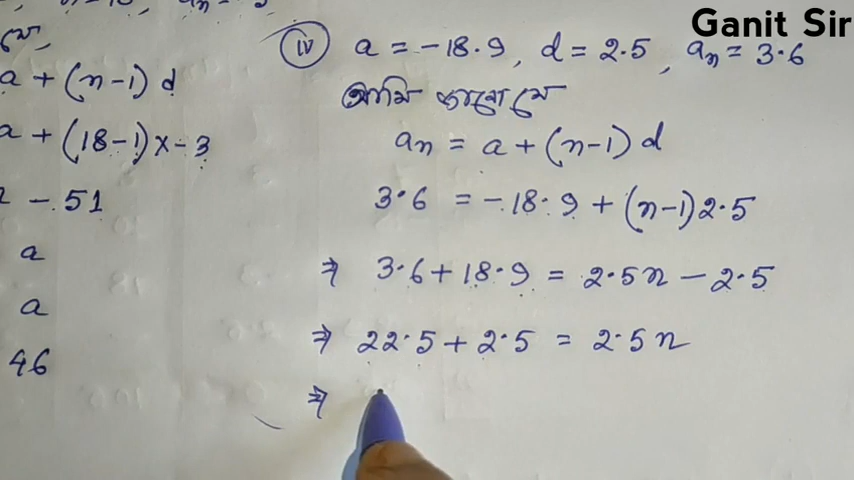 Ganit Sir
a + (n-1) d
a + (18-1) x - 3
- 51
a
a
46
(iv) a = -18.9, d = 2.5, an = 3.6
আমি জানো যে
an = a + (n-1) d
3.6 = -18.9 + (n-1) 2.5
⇒ 3.6 + 18.9 = 2.5n - 2.5
⇒ 22.5 + 2.5 = 2.5n
⇒